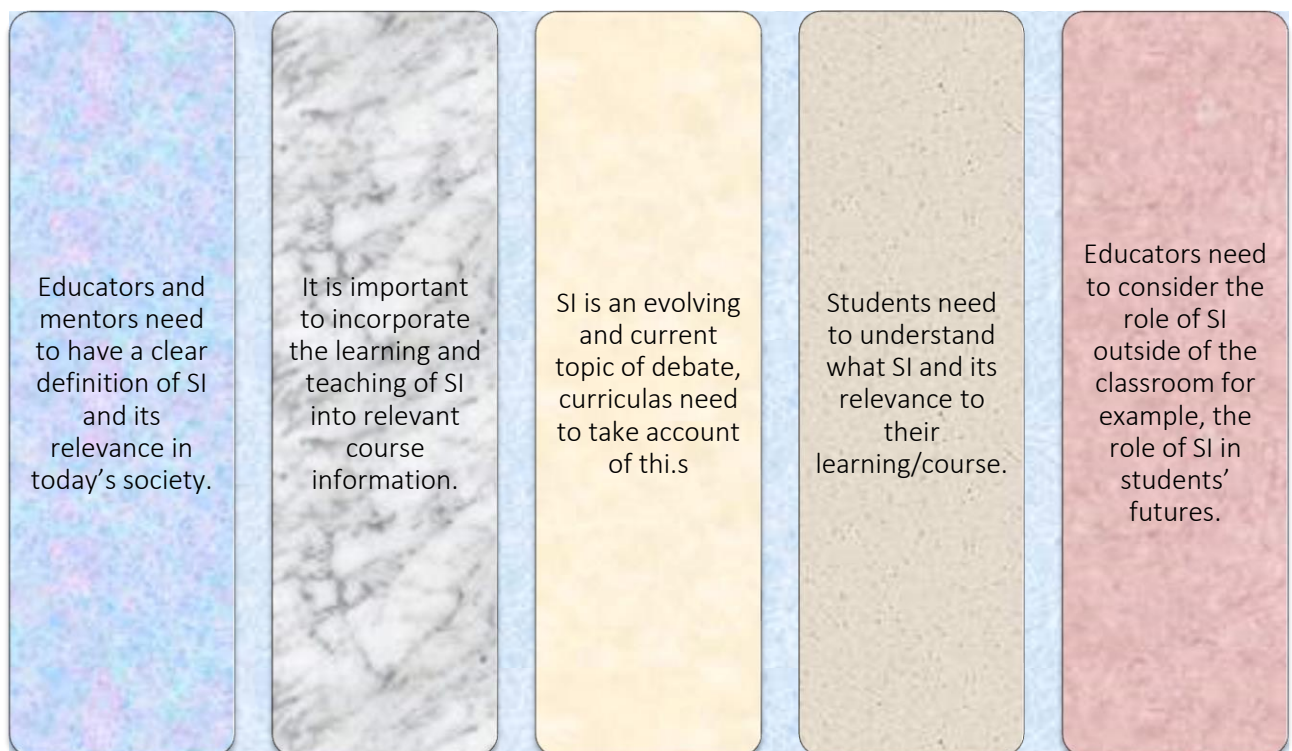 Educators and
mentors need
to have a clear
definition of SI
and its
relevance in
today’s society.
It is important
to incorporate
the learning and
teaching of SI
into relevant
course
information.
SI is an evolving
and current
topic of debate,
curriculas need
to take account
of thi.s
Students need
to understand
what SI and its
relevance to
their
learning/course.
Educators need
to consider the
role of SI
outside of the
classroom for
example, the
role of SI in
students’
futures.